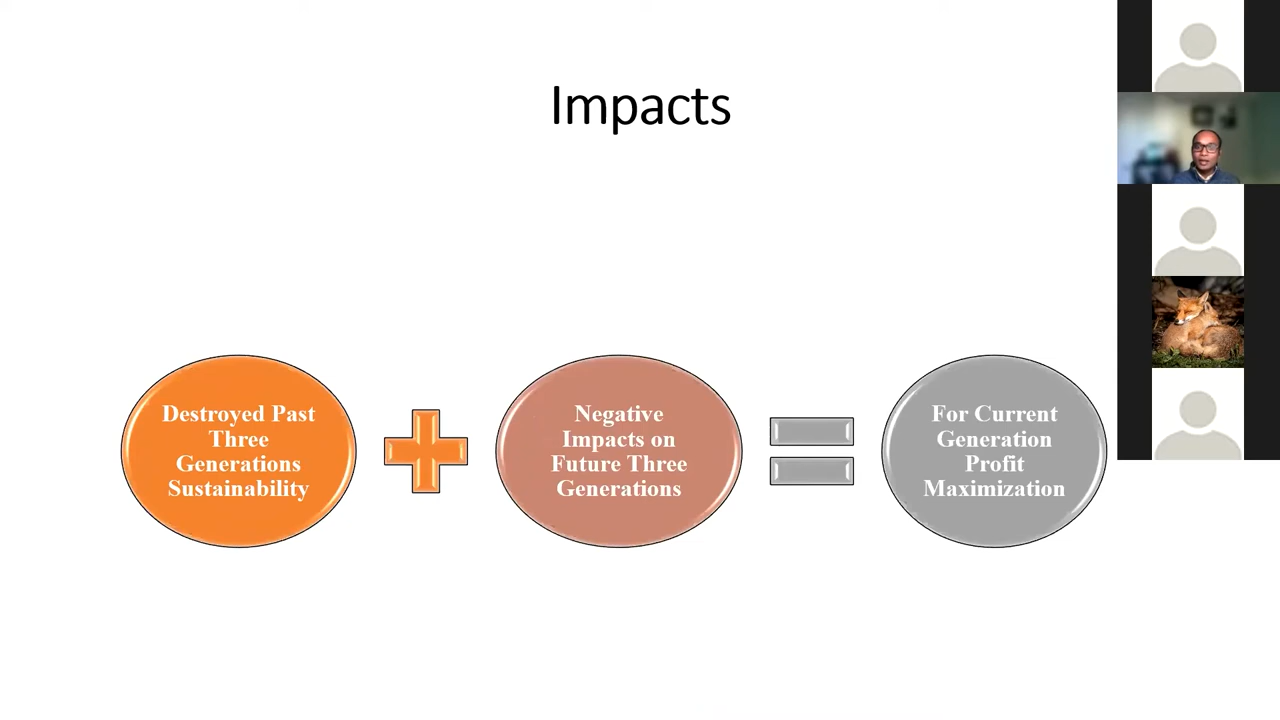 Impacts
Destroyed Past
Three
Generations
Sustainability
Negative
Impacts on
Future Three
Generations
For Current
Generation
Profit
Maximization